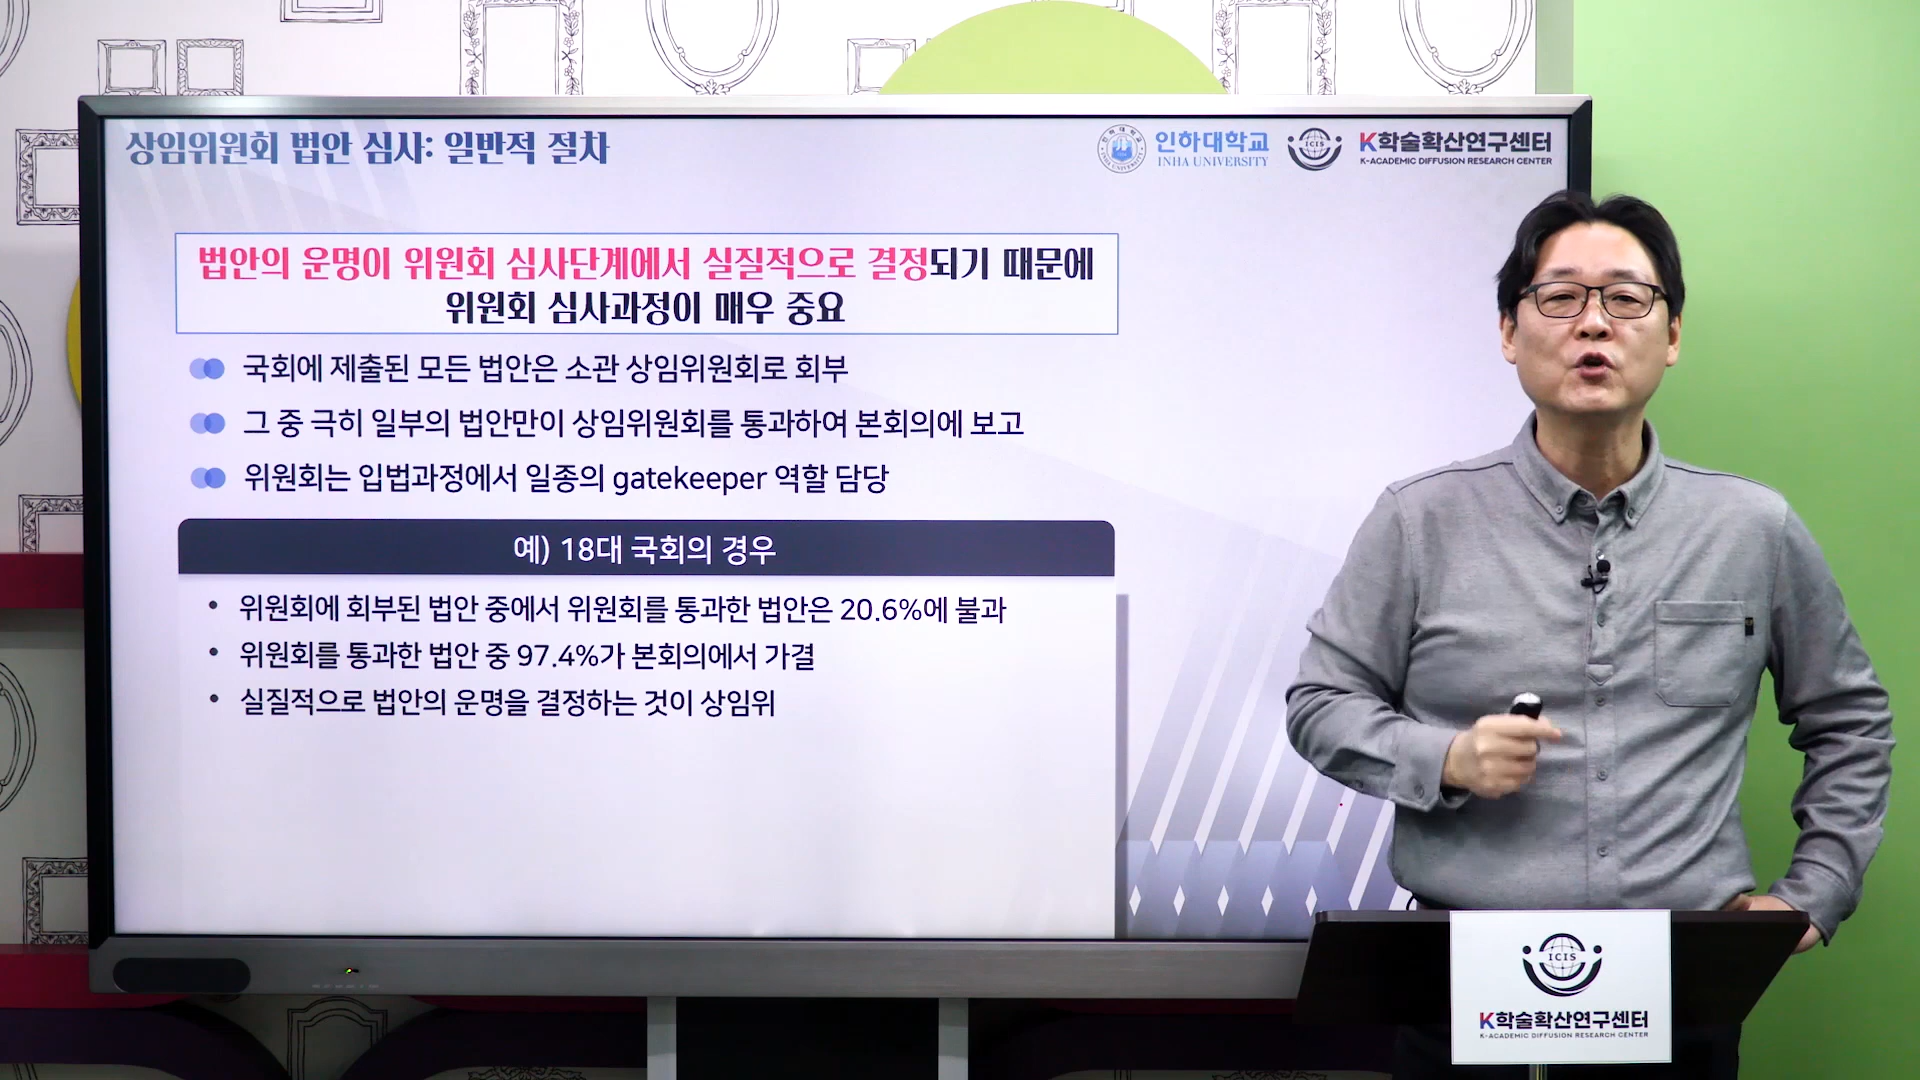 상임위원회 법안 심사: 일반적 절차
인하대학교
INHA UNIVERSITY
ICIS
K학술확산연구센터
K-ACADEMIC DIFFUSION RESEARCH CENTER
법안의 운명이 위원회 심사단계에서 실질적으로 결정되기 때문에
위원회 심사과정이 매우 중요
국회에 제출된 모든 법안은 소관 상임위원회로 회부
그 중 극히 일부의 법안만이 상임위원회를 통과하여 본회의에 보고
위원회는 입법과정에서 일종의 gatekeeper 역할 담당
예) 18대 국회의 경우
• 위원회에 회부된 법안 중에서 위원회를 통과한 법안은 20.6%에 불과
• 위원회를 통과한 법안 중 97.4%가 본회의에서 가결
• 실질적으로 법안의 운명을 결정하는 것이 상임위
ICIS
K학술확산연구센터
K-ACADEMIC DIFFUSION RESEARCH CENTER